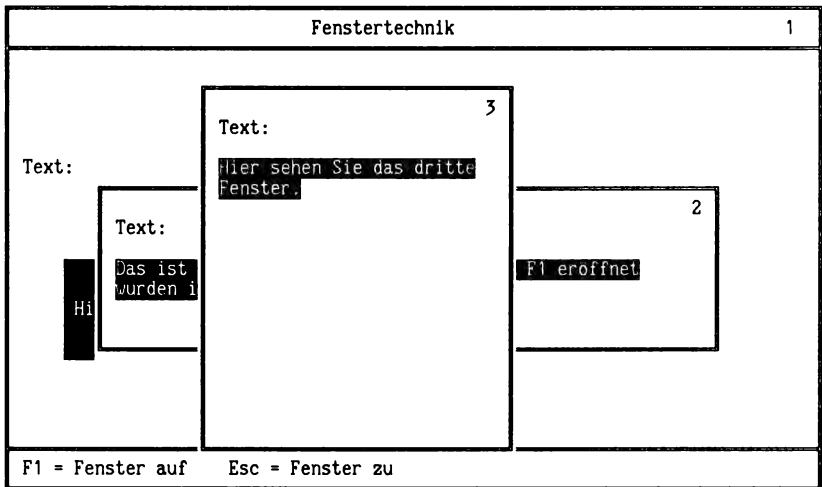 Fenstertechnik 1
3
Text:
Hier sehen Sie das dritte
Fenster.
Text:
2
Text:
Das ist F1 eröffnet
wurden i
Hi
F1 = Fenster auf Esc = Fenster zu